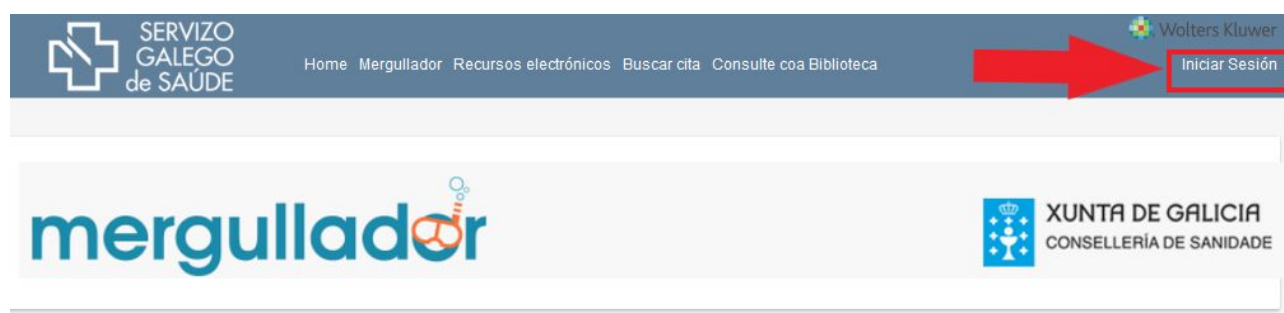 SERVIZO
GALEGO
de SAÚDE
Home Mergullador Recursos electrónicos Buscar cita Consulte coa Biblioteca
Wolters Kluwer
Iniciar Sesión
mergullador
XUNTA DE GALICIA
CONSELLERÍA DE SANIDADE